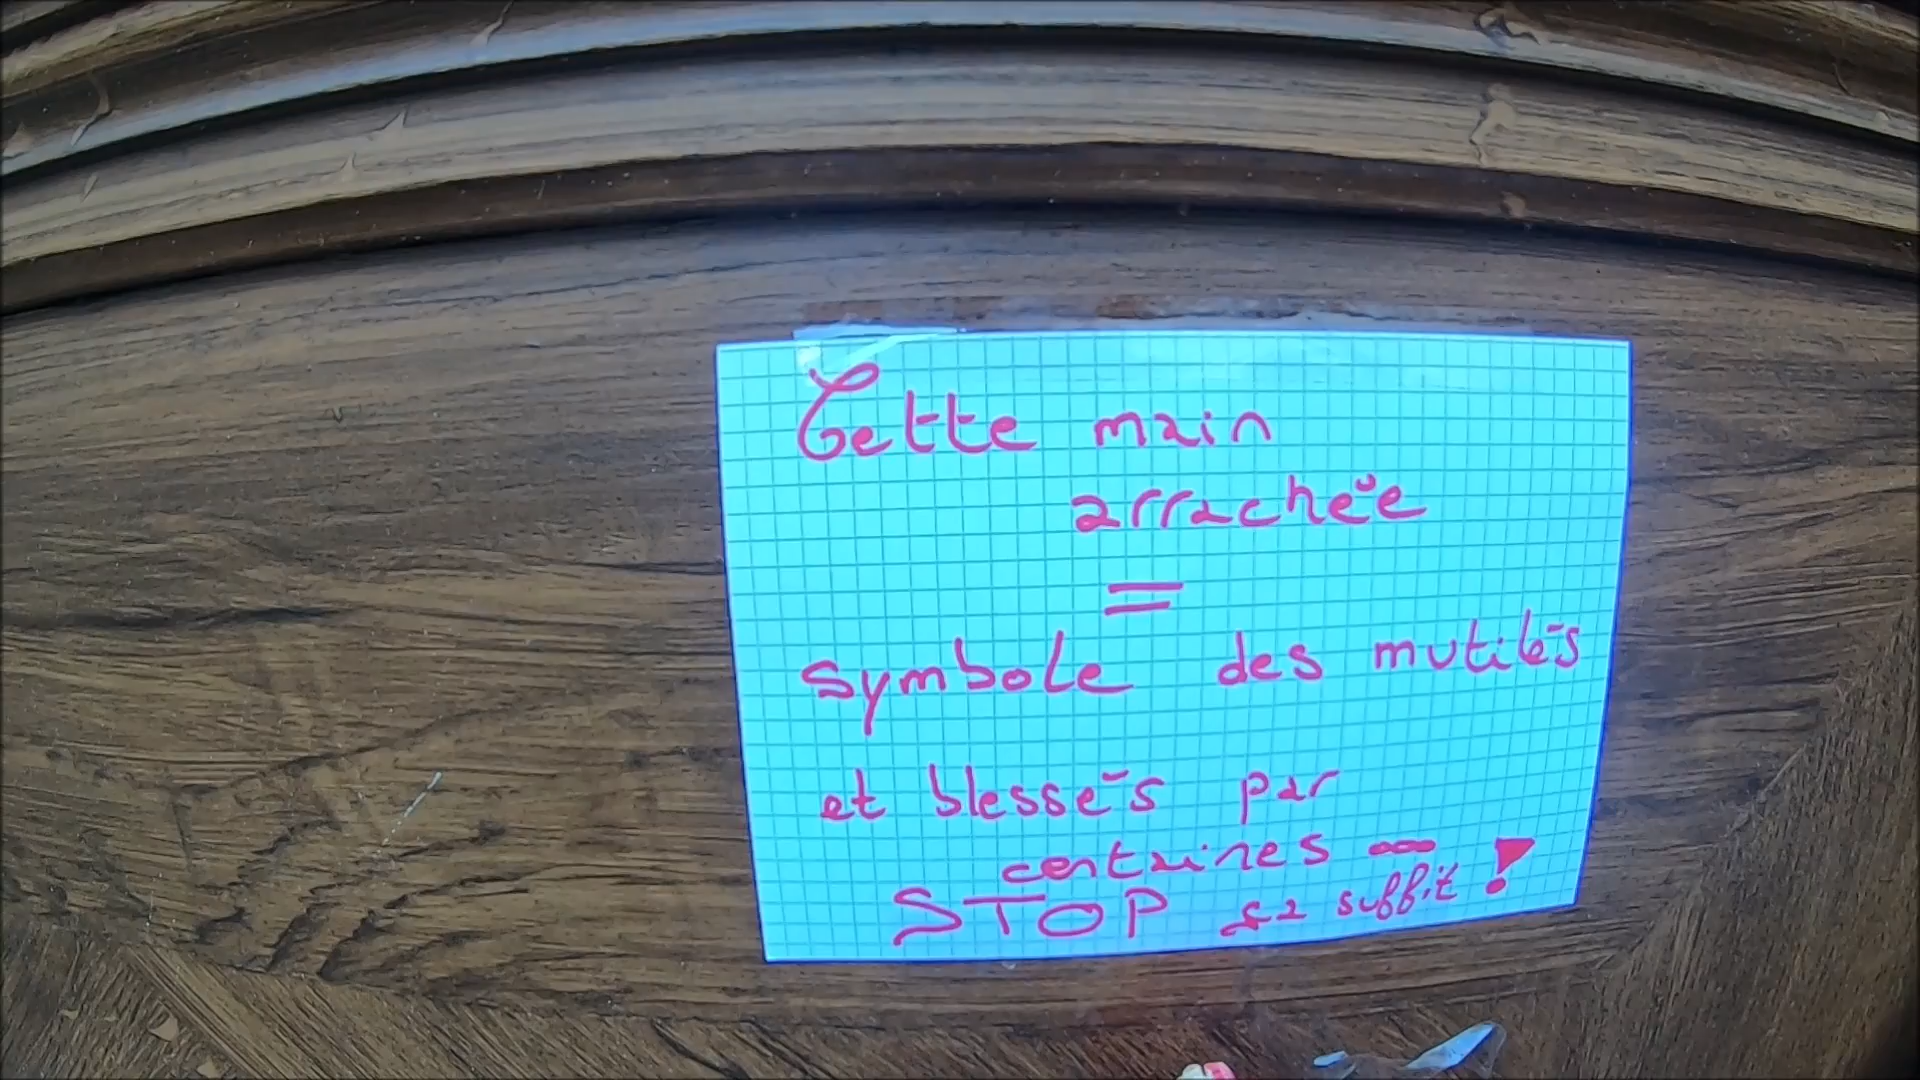 Cette main
arrachée
=
symbole des mutilés
et blessés par
centaines --- !
STOP ça suffit